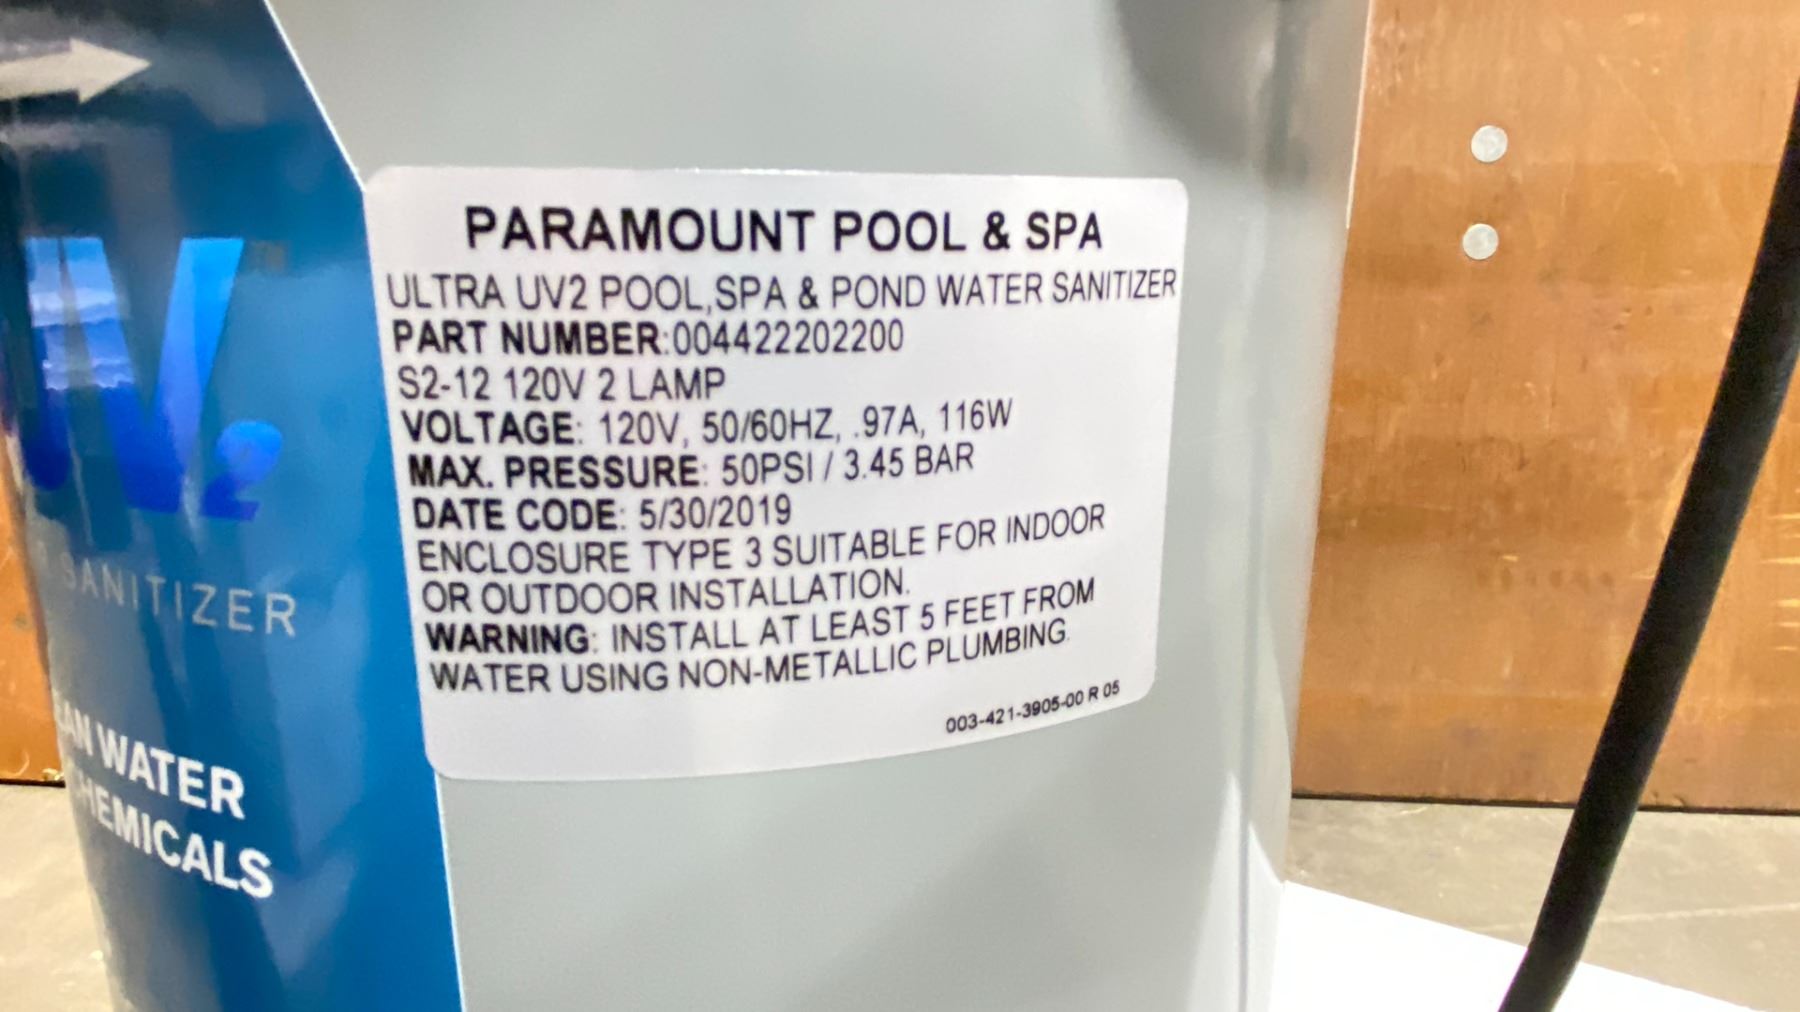 UV2
SANITIZER
WATER
CHEMICALS
PARAMOUNT POOL & SPA
ULTRA UV2 POOL,SPA & POND WATER SANITIZER
PART NUMBER:004422202200
S2-12 120V 2 LAMP
VOLTAGE: 120V, 50/60HZ, .97A, 116W
MAX. PRESSURE: 50PSI / 3.45 BAR
DATE CODE: 5/30/2019
ENCLOSURE TYPE 3 SUITABLE FOR INDOOR
OR OUTDOOR INSTALLATION.
WARNING: INSTALL AT LEAST 5 FEET FROM
WATER USING NON-METALLIC PLUMBING.
003-421-3905-00 R 05